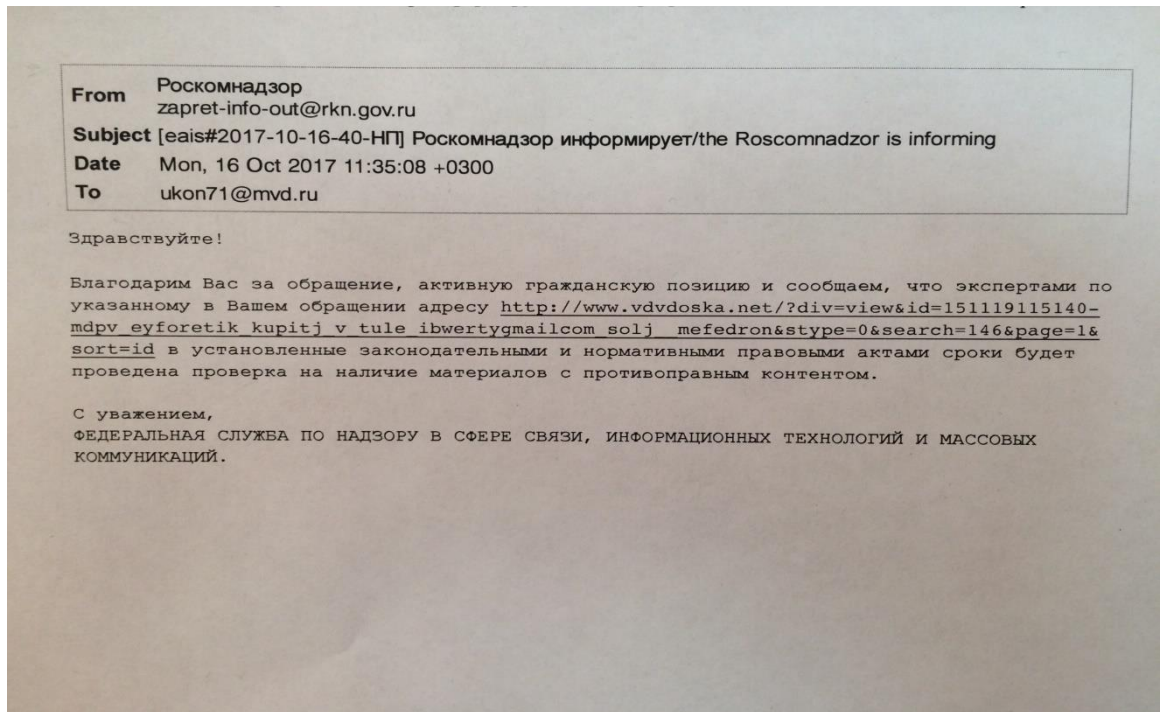 From Роскомнадзор
zapret-info-out@rkn.gov.ru
Subject [eais#2017-10-16-40-НП] Роскомнадзор информирует/the Roscomnadzor is informing
Date Mon, 16 Oct 2017 11:35:08 +0300
To ukon71@mvd.ru
Здравствуйте!
Благодарим Вас за обращение, активную гражданскую позицию и сообщаем, что экспертами по
указанному в Вашем обращении адресу http://www.vdvdoska.net/?div=view&id=151119115140-
mdpv_eyforetik_kupitj_v_tule_ibwertygmailcom_solj__mefedron&stype=0&search=146&page=1&
sort=id в установленные законодательными и нормативными правовыми актами сроки будет
проведена проверка на наличие материалов с противоправным контентом.
С уважением,
ФЕДЕРАЛЬНАЯ СЛУЖБА ПО НАДЗОРУ В СФЕРЕ СВЯЗИ, ИНФОРМАЦИОННЫХ ТЕХНОЛОГИЙ И МАССОВЫХ
КОММУНИКАЦИЙ.